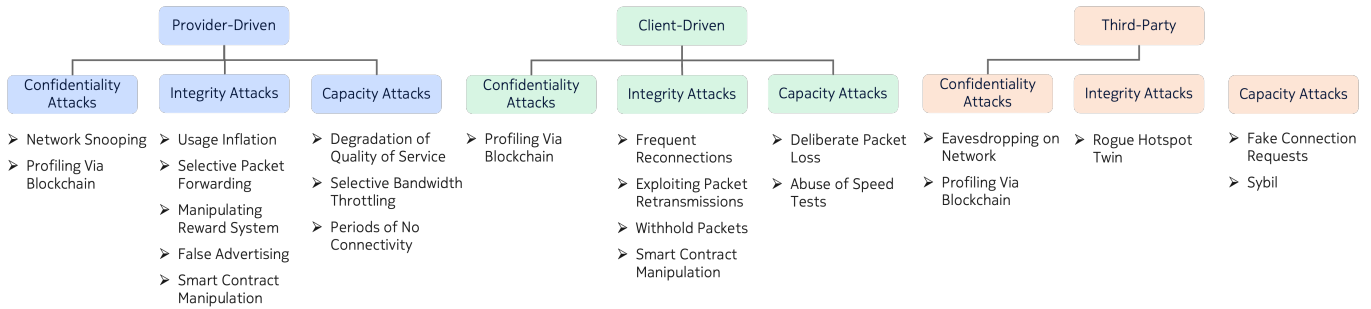 Provider-Driven
Confidentiality
Attacks
➢ Network Snooping
➢ Profiling Via
Blockchain
Integrity Attacks
➢ Usage Inflation
➢ Selective Packet
Forwarding
➢ Manipulating
Reward System
➢ False Advertising
➢ Smart Contract
Manipulation
Capacity Attacks
➢ Degradation of
Quality of Service
➢ Selective Bandwidth
Throttling
➢ Periods of No
Connectivity
Client-Driven
Confidentiality
Attacks
➢ Profiling Via
Blockchain
Integrity Attacks
➢ Frequent
Reconnections
➢ Exploiting Packet
Retransmissions
➢ Withhold Packets
➢ Smart Contract
Manipulation
Capacity Attacks
➢ Deliberate Packet
Loss
➢ Abuse of Speed
Tests
Third-Party
Confidentiality
Attacks
➢ Eavesdropping on
Network
➢ Profiling Via
Blockchain
Integrity Attacks
➢ Rogue Hotspot
Twin
Capacity Attacks
➢ Fake Connection
Requests
➢ Sybil